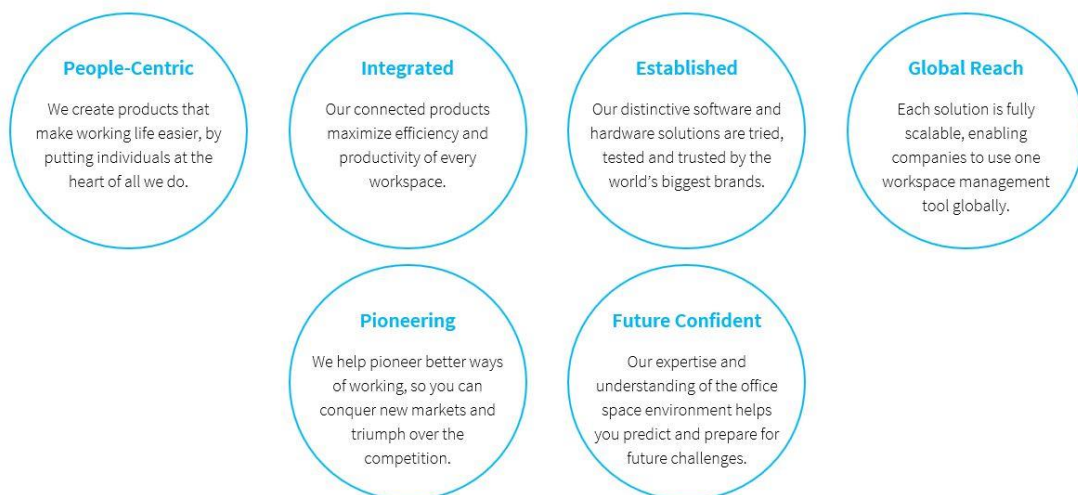 People-Centric
We create products that
make working life easier, by
putting individuals at the
heart of all we do.
Integrated
Our connected products
maximize efficiency and
productivity of every
workspace.
Established
Our distinctive software and
hardware solutions are tried,
tested and trusted by the
world’s biggest brands.
Global Reach
Each solution is fully
scalable, enabling
companies to use one
workspace management
tool globally.
Pioneering
We help pioneer better ways
of working, so you can
conquer new markets and
triumph over the
competition.
Future Confident
Our expertise and
understanding of the office
space environment helps
you predict and prepare for
future challenges.